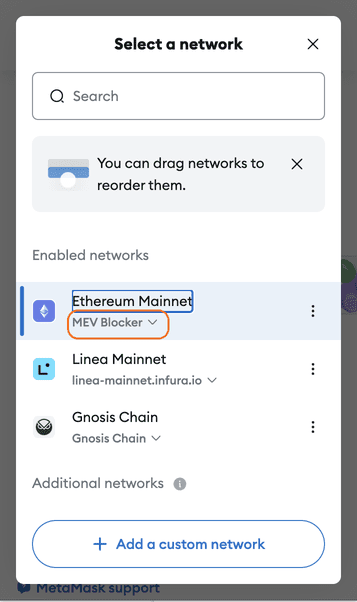 Select a network
Search
You can drag networks to
reorder them.
Enabled networks
Ethereum Mainnet
MEV Blocker
L
Linea Mainnet
linea-mainnet.infura.io
Gnosis Chain
Gnosis Chain
Additional networks
+ Add a custom network
MetaMask support